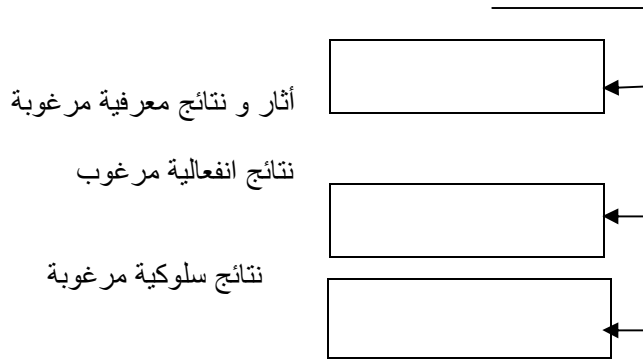 أثار و نتائج معرفية مرغوبة
نتائج انفعالية مرغوب
نتائج سلوكية مرغوبة